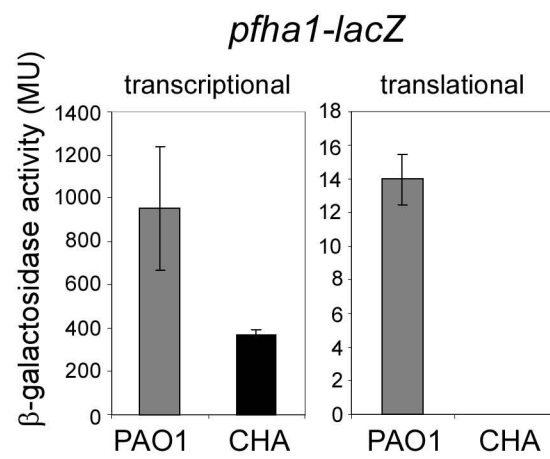 pfha1-lacZ
transcriptional
translational
β-galactosidase activity (MU)
1400
1200
1000
800
600
400
200
0
PAO1
CHA
18
16
14
12
10
8
6
4
2
0
PAO1
CHA